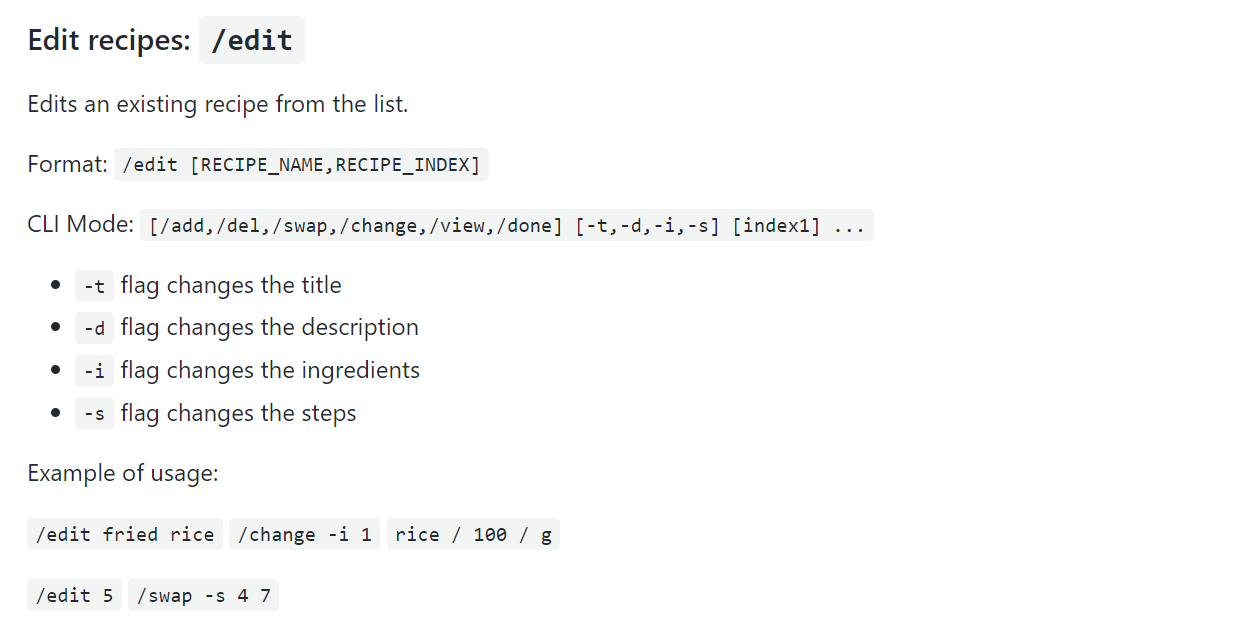 Edit recipes: /edit
Edits an existing recipe from the list.
Format: /edit [RECIPE_NAME,RECIPE_INDEX]
CLI Mode: [/add,/del,/swap,/change,/view,/done] [-t,-d,-i,-s] [index1] ...
• -t flag changes the title
• -d flag changes the description
• -i flag changes the ingredients
• -s flag changes the steps
Example of usage:
/edit fried rice /change -i 1 rice / 100 / g
/edit 5 /swap -s 4 7